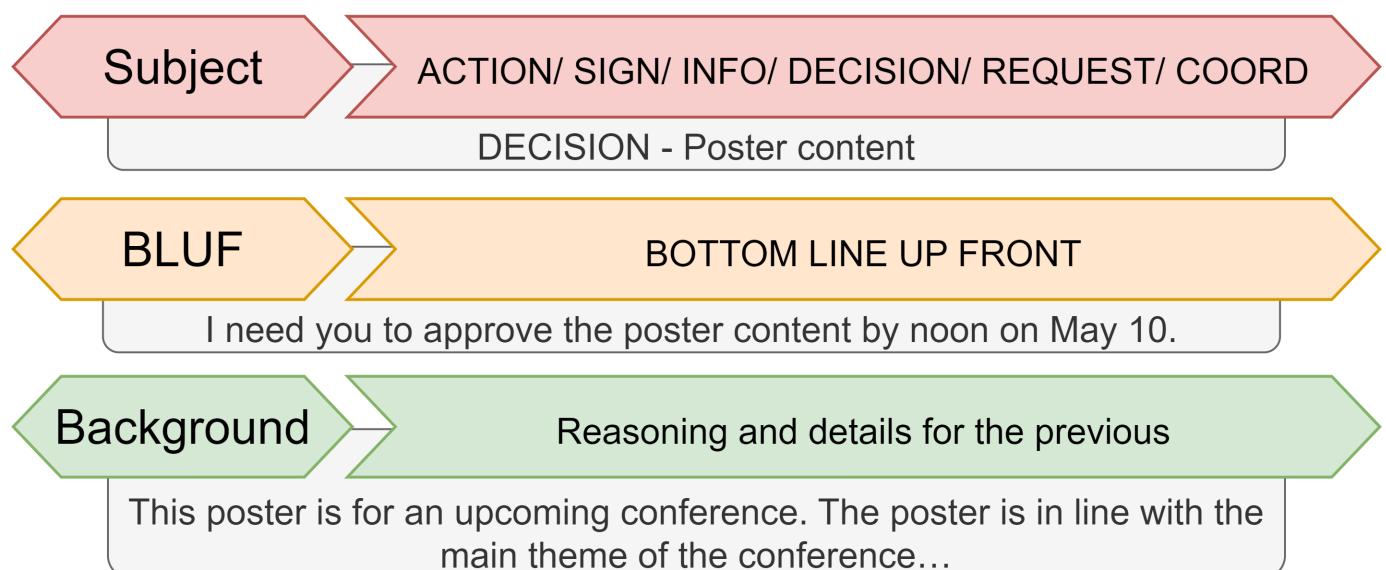 Subject
ACTION/ SIGN/ INFO/ DECISION/ REQUEST/ COORD
DECISION - Poster content
BLUF
BOTTOM LINE UP FRONT
I need you to approve the poster content by noon on May 10.
Background
Reasoning and details for the previous
This poster is for an upcoming conference. The poster is in line with the
main theme of the conference…